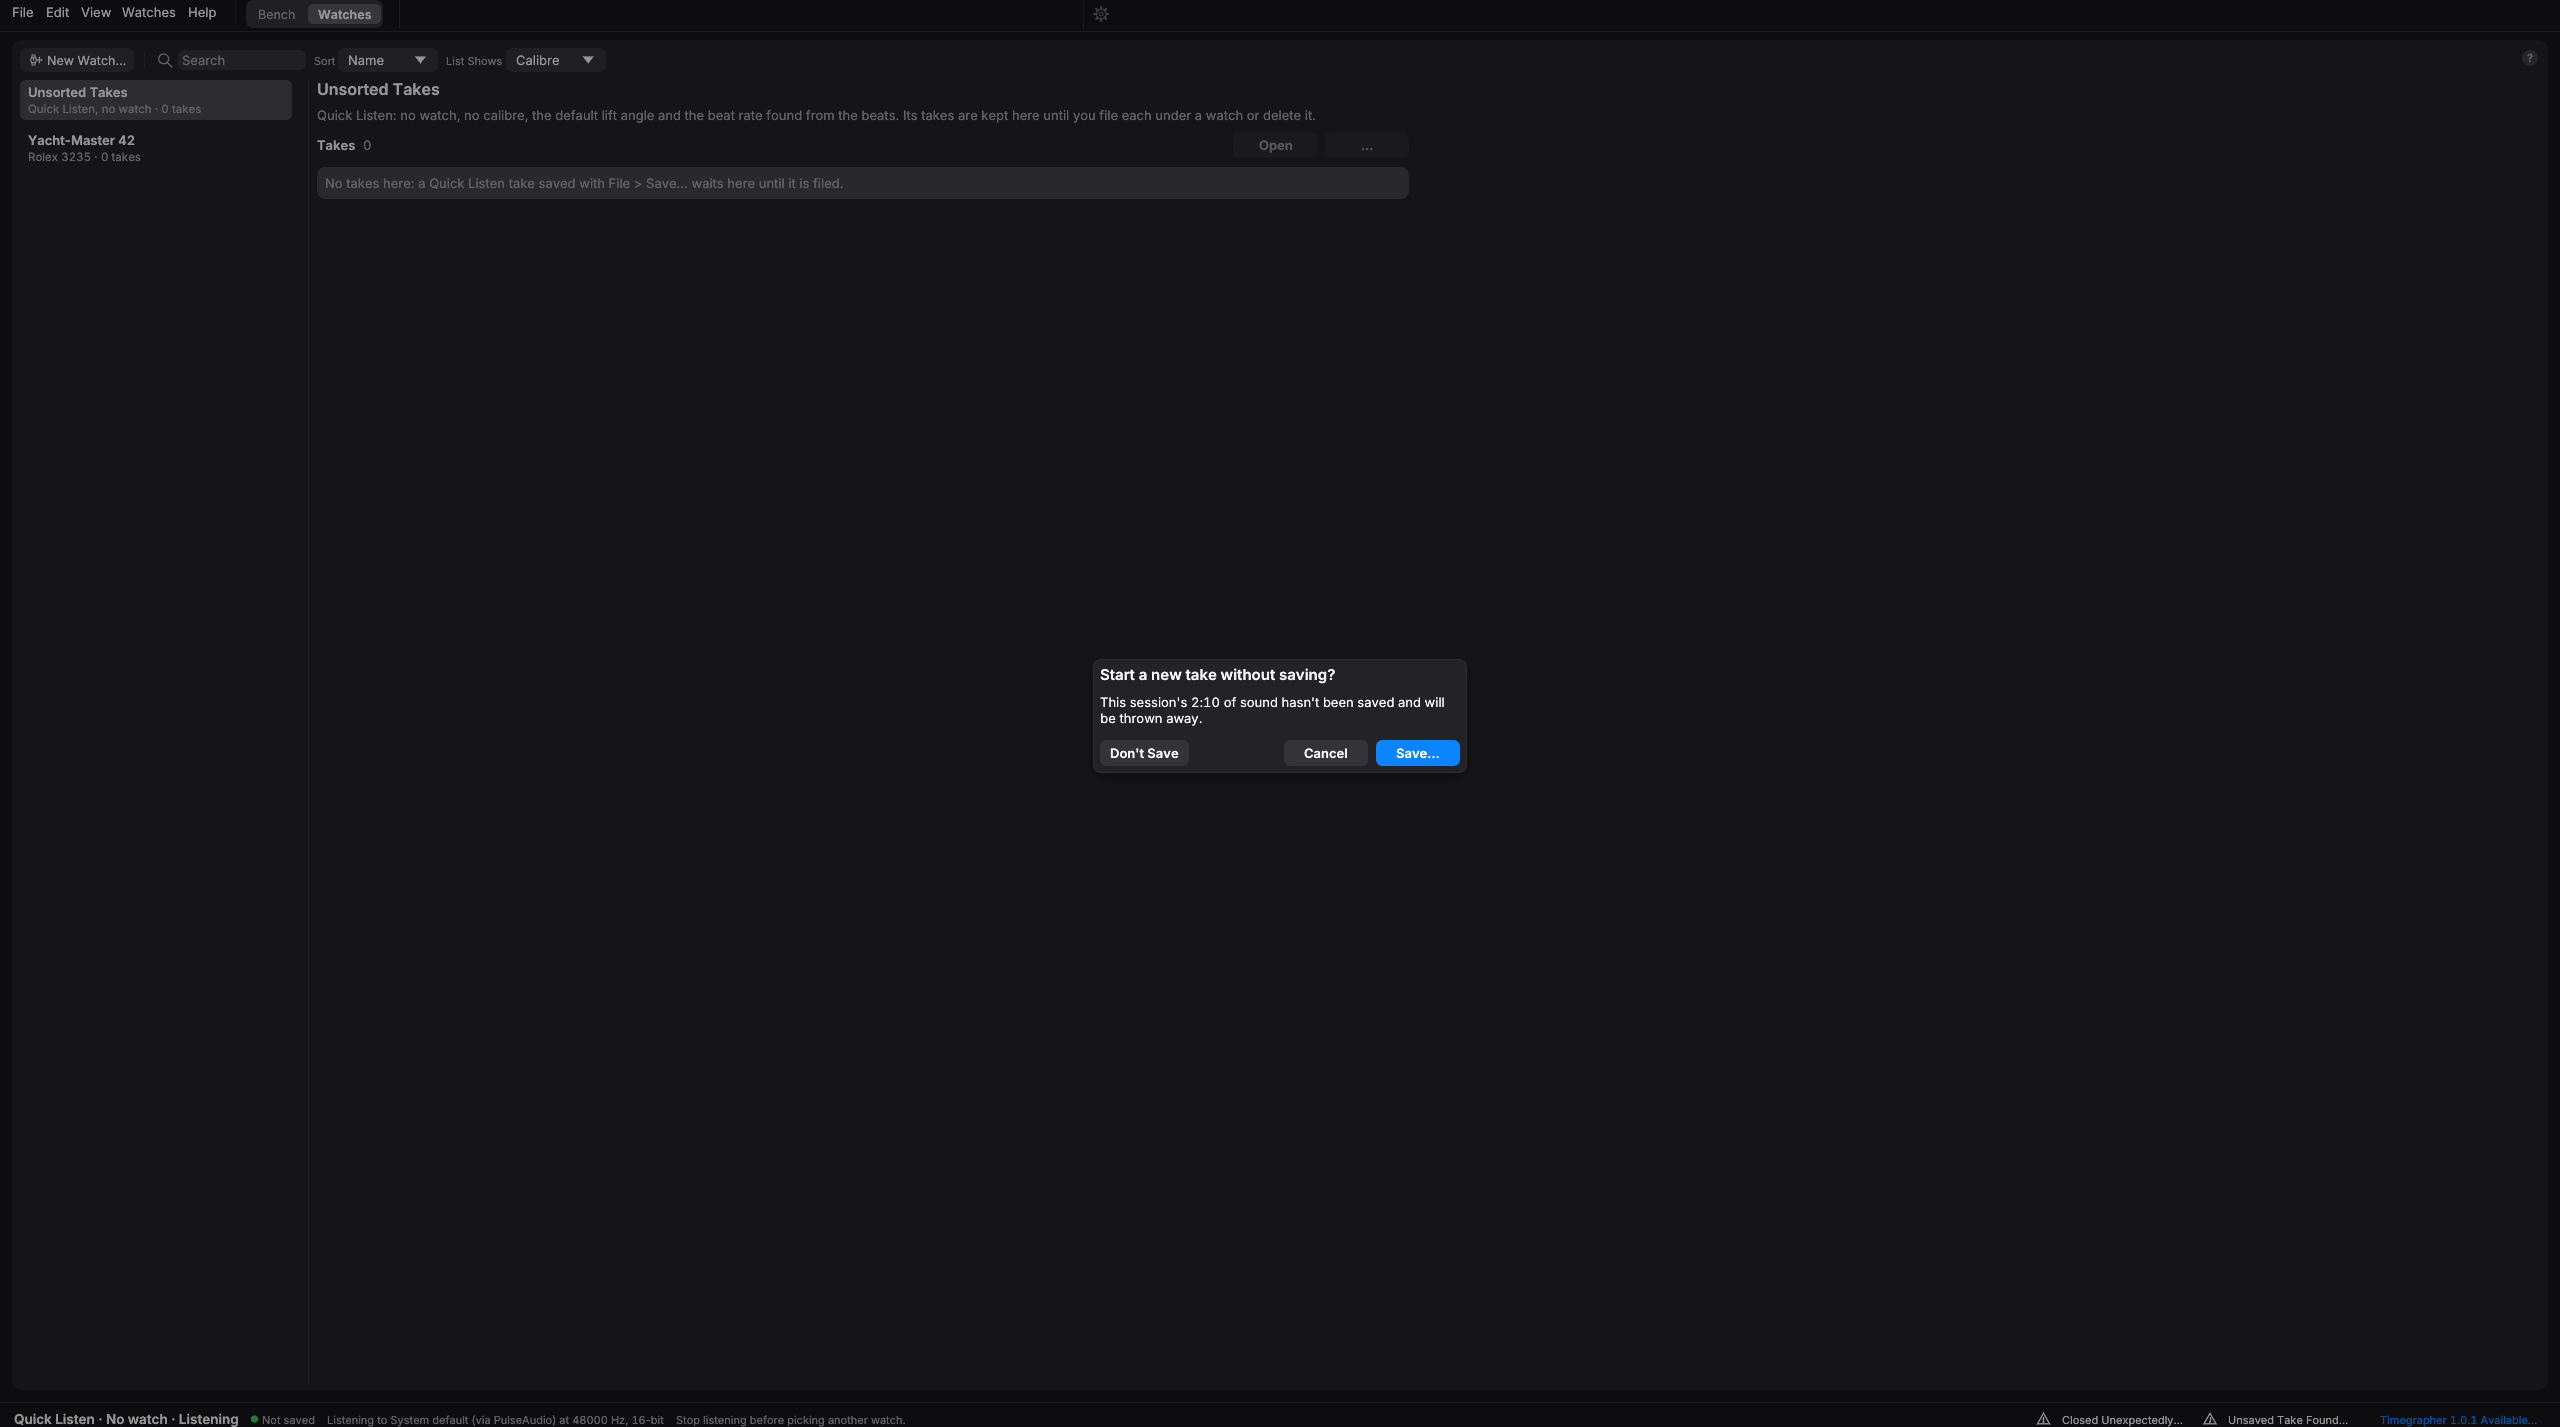 File Edit View Watches Help Bench Watches
New Watch... Search Sort Name List Shows Calibre ?
Unsorted Takes
Quick Listen, no watch · 0 takes
Yacht-Master 42
Rolex 3235 · 0 takes
Unsorted Takes
Quick Listen: no watch, no calibre, the default lift angle and the beat rate found from the beats. Its takes are kept here until you file each under a watch or delete it.
Takes 0 Open ...
No takes here: a Quick Listen take saved with File > Save... waits here until it is filed.
Start a new take without saving?
This session's 2:10 of sound hasn't been saved and will
be thrown away.
Don't Save Cancel Save...
Quick Listen · No watch · Listening Not saved Listening to System default (via PulseAudio) at 48000 Hz, 16-bit Stop listening before picking another watch. Closed Unexpectedly... Unsaved Take Found... Timegrapher 1.0.1 Available...